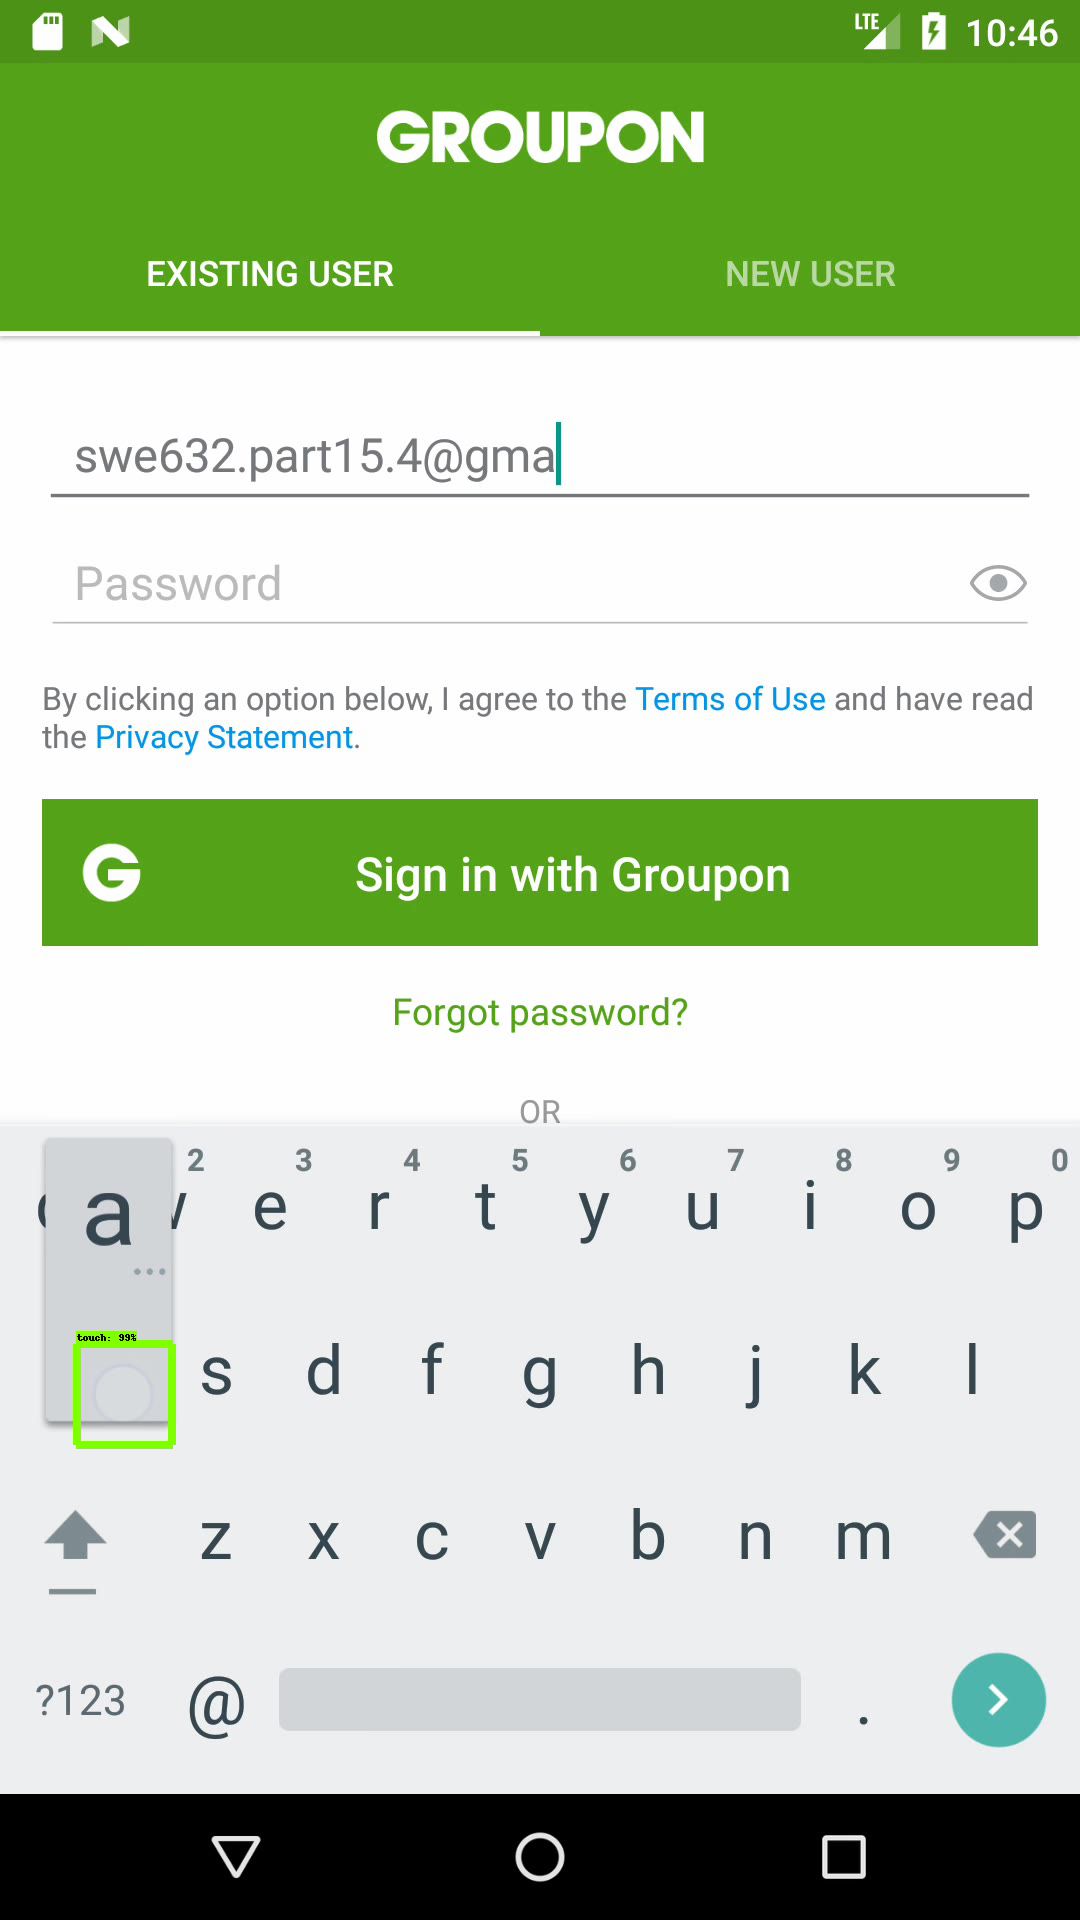 LTE 10:46
GROUPON
EXISTING USER NEW USER
swe632.part15.4@gma
Password
By clicking an option below, I agree to the Terms of Use and have read
the Privacy Statement.
G Sign in with Groupon
Forgot password?
OR
2 3 4 5 6 7 8 9 0
a e r t y u i o p
touch: 99%
s d f g h j k l
z x c v b n m
?123 @ .